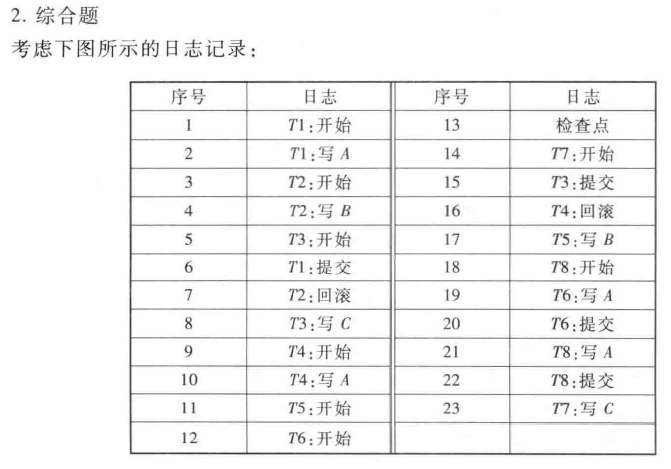 2. 综合题
考虑下图所示的日志记录：
序号 日志 序号 日志
1 T1:开始 13 检查点
2 T1:写 A 14 T7:开始
3 T2:开始 15 T3:提交
4 T2:写 B 16 T4:回滚
5 T3:开始 17 T5:写 B
6 T1:提交 18 T8:开始
7 T2:回滚 19 T6:写 A
8 T3:写 C 20 T6:提交
9 T4:开始 21 T8:写 A
10 T4:写 A 22 T8:提交
11 T5:开始 23 T7:写 C
12 T6:开始